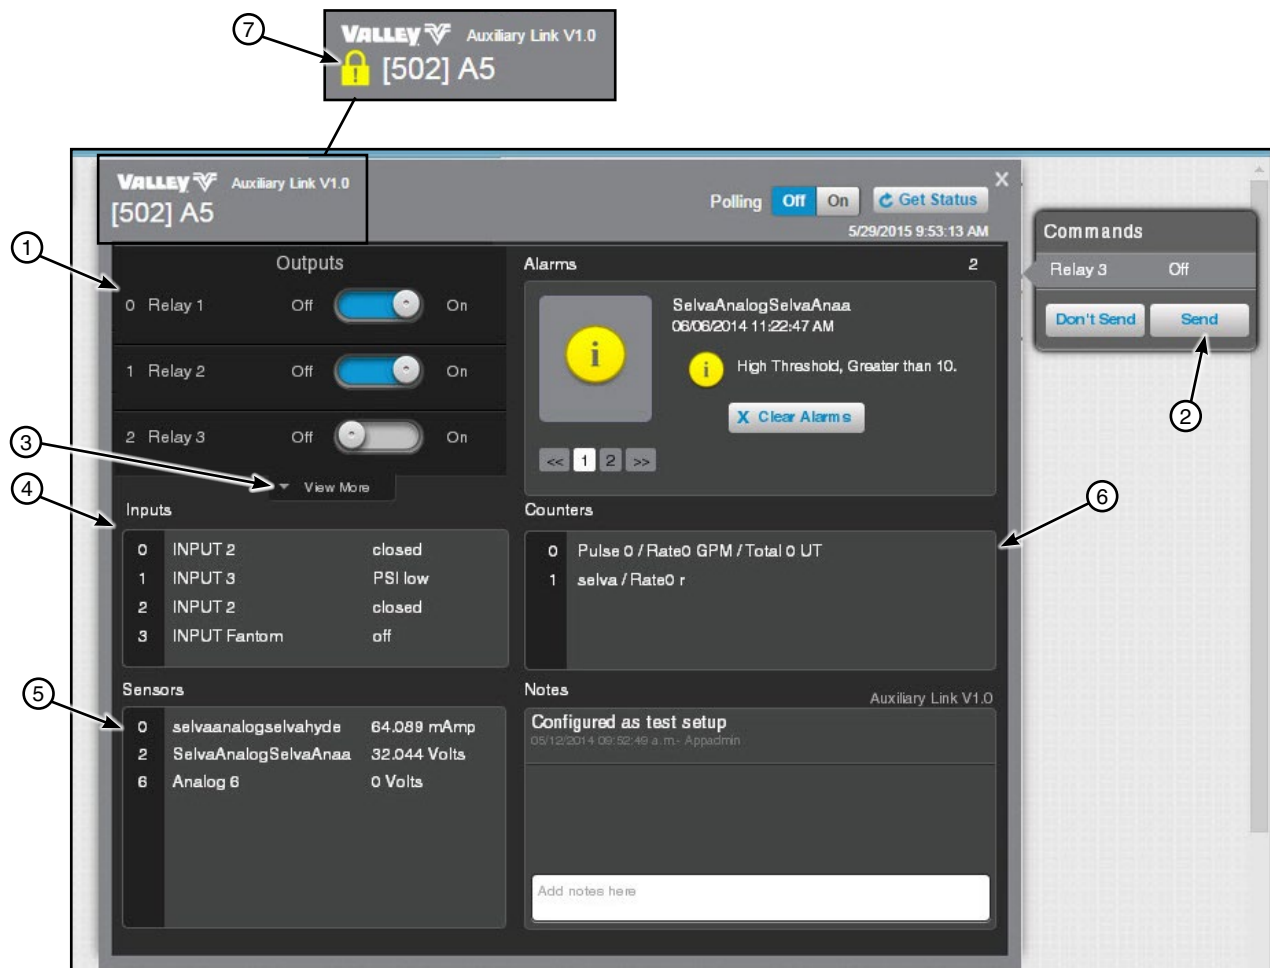 7
VALLEY Auxiliary Link V1.0
[502] A5
VALLEY Auxiliary Link V1.0
[502] A5
Polling Off On Get Status
5/29/2015 9:53:13 AM
X
1
Outputs
0 Relay 1 Off On
1 Relay 2 Off On
2 Relay 3 Off On
3
View More
Alarms 2
SelvaAnalogSelvaAnaa
06/06/2014 11:22:47 AM
i
i High Threshold, Greater than 10.
X Clear Alarms
<< 1 2 >>
Commands
Relay 3 Off
Don't Send Send
2
4
Inputs
0 INPUT 2 closed
1 INPUT 3 PSI low
2 INPUT 2 closed
3 INPUT Fantom off
Counters
6
0 Pulse 0 / Rate0 GPM / Total 0 UT
1 selva / Rate0 r
5
Sensors
0 selvaanalogselvahyde 64.089 mAmp
2 SelvaAnalogSelvaAnaa 32.044 Volts
6 Analog 6 0 Volts
Notes
Auxiliary Link V1.0
Configured as test setup
05/12/2014 09:52:49 a.m.- Appadmin
Add notes here